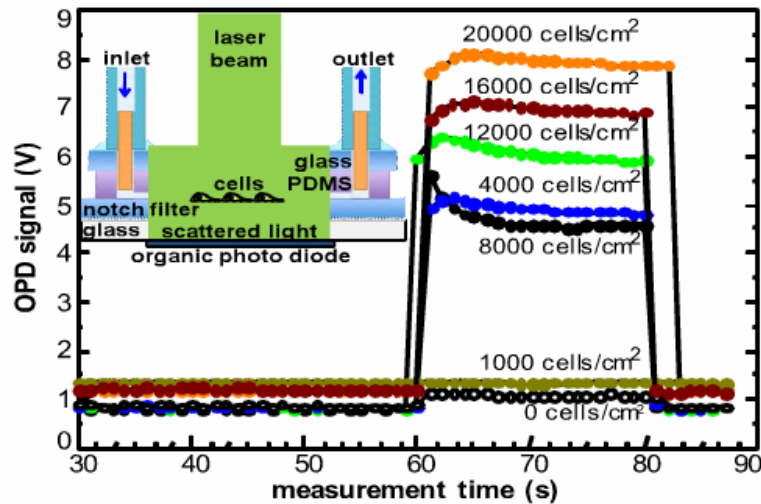 OPD signal (V)
9
8
7
6
5
4
3
2
1
0
30
40
50
60
70
80
90
measurement time (s)
laser
beam
inlet
outlet
glass
PDMS
cells
notch filter
glass
scattered light
organic photo diode
20000 cells/cm²
16000 cells/cm²
12000 cells/cm²
4000 cells/cm²
8000 cells/cm²
1000 cells/cm²
0 cells/cm²